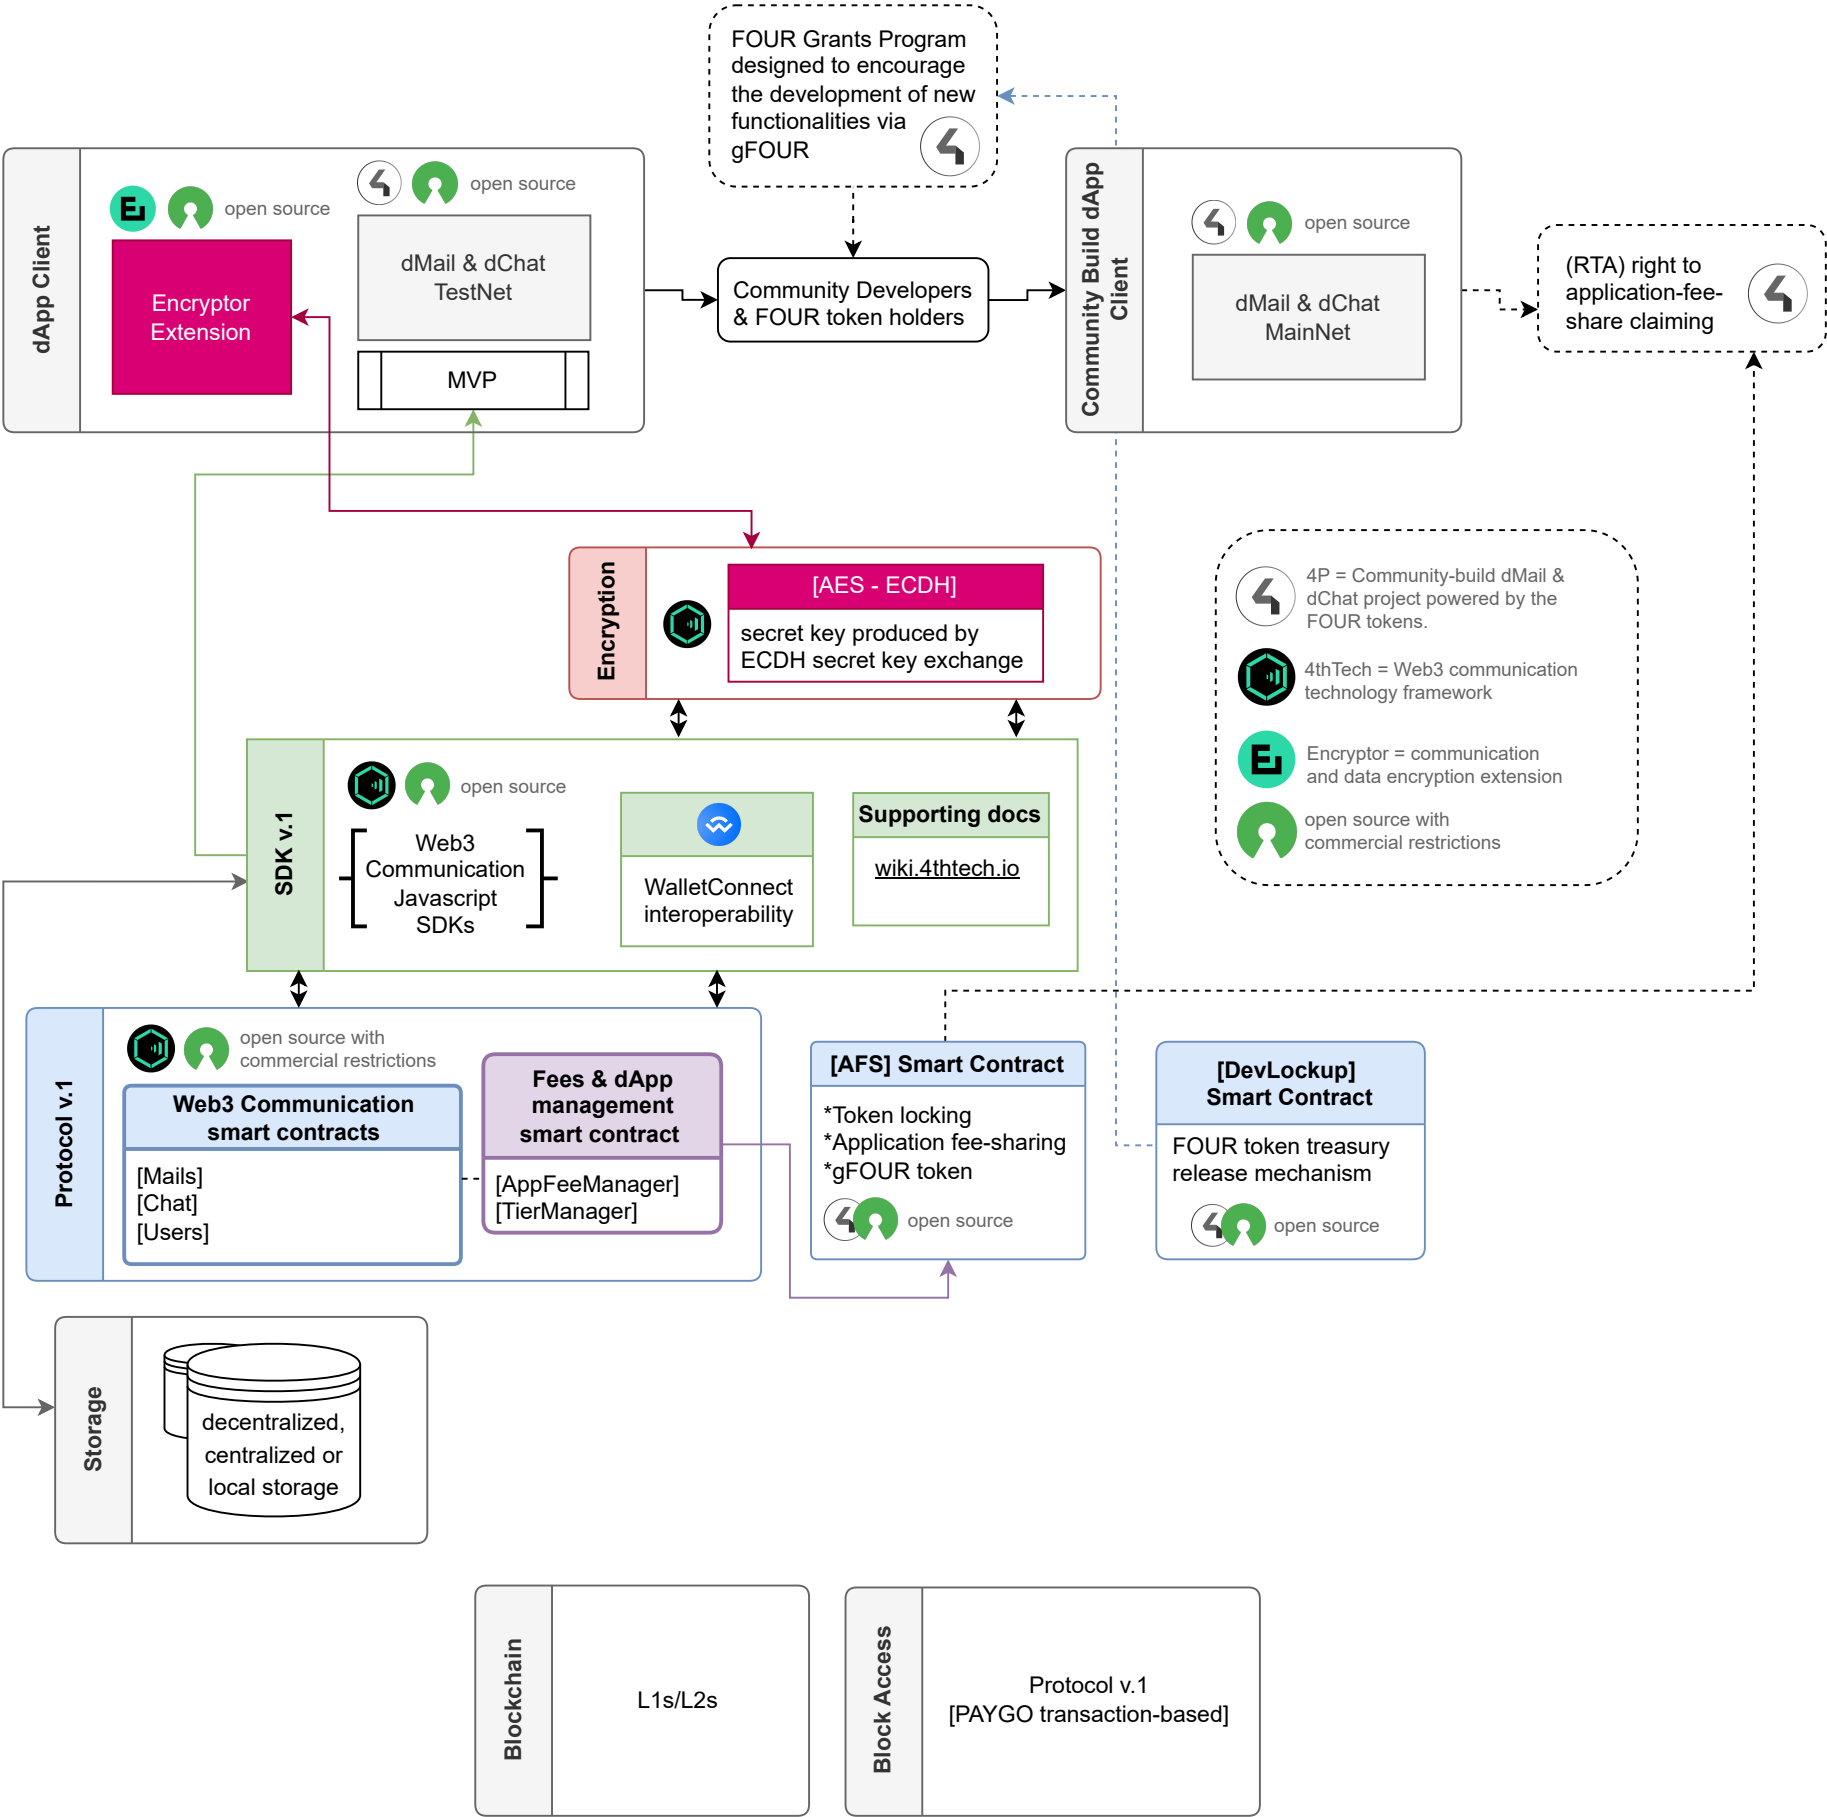 FOUR Grants Program
designed to encourage
the development of new
functionalities via
gFOUR
dApp Client
open source
Encryptor
Extension
open source
dMail & dChat
TestNet
MVP
Community Developers
& FOUR token holders
Community Build dApp
Client
open source
dMail & dChat
MainNet
(RTA) right to
application-fee-
share claiming
Encryption
[AES - ECDH]
secret key produced by
ECDH secret key exchange
4P = Community-build dMail &
dChat project powered by the
FOUR tokens.
4thTech = Web3 communication
technology framework
Encryptor = communication
and data encryption extension
open source with
commercial restrictions
SDK v.1
open source
Web3
Communication
Javascript
SDKs
WalletConnect
interoperability
Supporting docs
wiki.4thtech.io
Protocol v.1
open source with
commercial restrictions
Web3 Communication
smart contracts
[Mails]
[Chat]
[Users]
Fees & dApp
management
smart contract
[AppFeeManager]
[TierManager]
[AFS] Smart Contract
*Token locking
*Application fee-sharing
*gFOUR token
open source
[DevLockup]
Smart Contract
FOUR token treasury
release mechanism
open source
Storage
decentralized,
centralized or
local storage
Blockchain
L1s/L2s
Block Access
Protocol v.1
[PAYGO transaction-based]